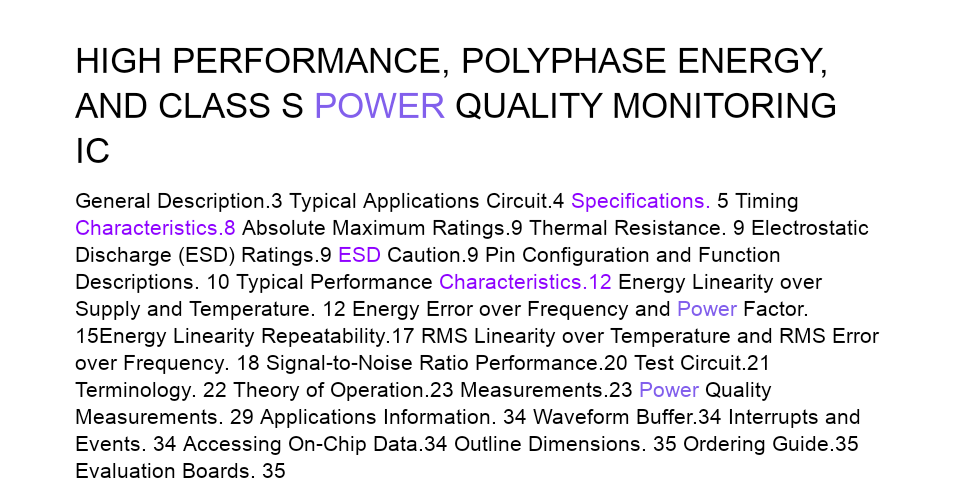 HIGH PERFORMANCE, POLYPHASE ENERGY,
AND CLASS S POWER QUALITY MONITORING
IC
General Description.3 Typical Applications Circuit.4 Specifications. 5 Timing
Characteristics.8 Absolute Maximum Ratings.9 Thermal Resistance. 9 Electrostatic
Discharge (ESD) Ratings.9 ESD Caution.9 Pin Configuration and Function
Descriptions. 10 Typical Performance Characteristics.12 Energy Linearity over
Supply and Temperature. 12 Energy Error over Frequency and Power Factor.
15Energy Linearity Repeatability.17 RMS Linearity over Temperature and RMS Error
over Frequency. 18 Signal-to-Noise Ratio Performance.20 Test Circuit.21
Terminology. 22 Theory of Operation.23 Measurements.23 Power Quality
Measurements. 29 Applications Information. 34 Waveform Buffer.34 Interrupts and
Events. 34 Accessing On-Chip Data.34 Outline Dimensions. 35 Ordering Guide.35
Evaluation Boards. 35